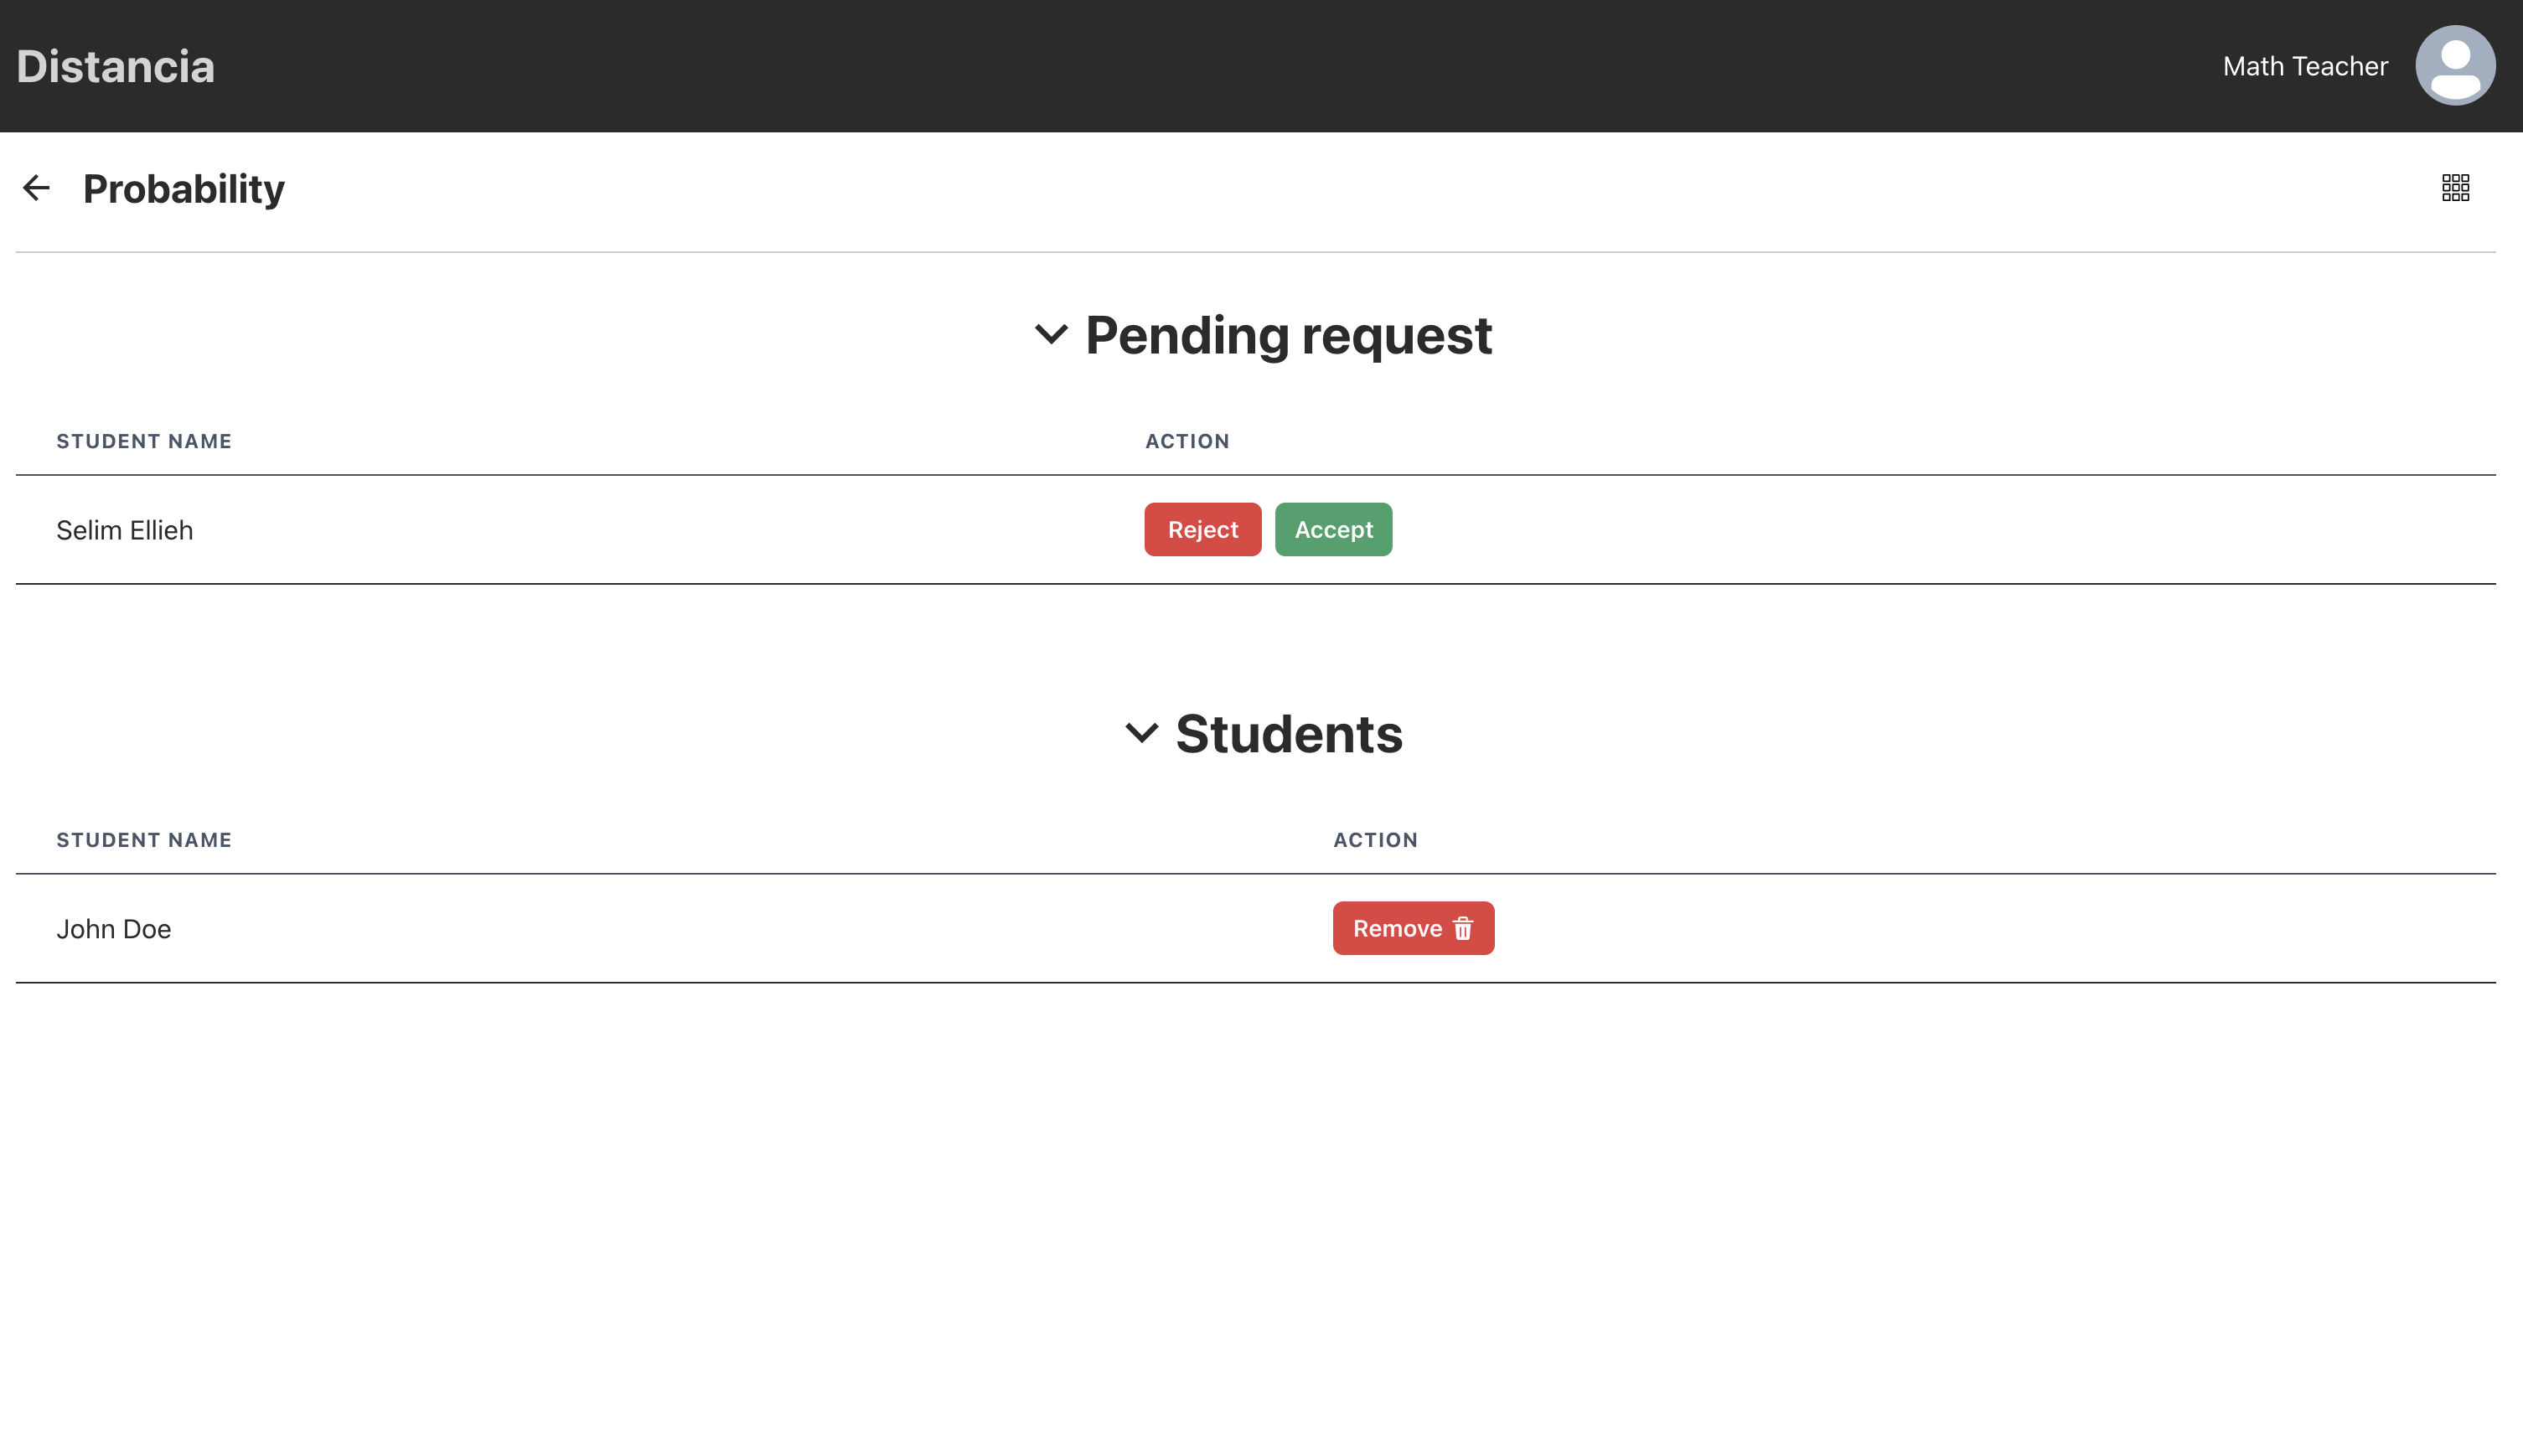 Distancia
Math Teacher
Probability
Pending request
STUDENT NAME ACTION
Selim Ellieh Reject Accept
Students
STUDENT NAME ACTION
John Doe Remove